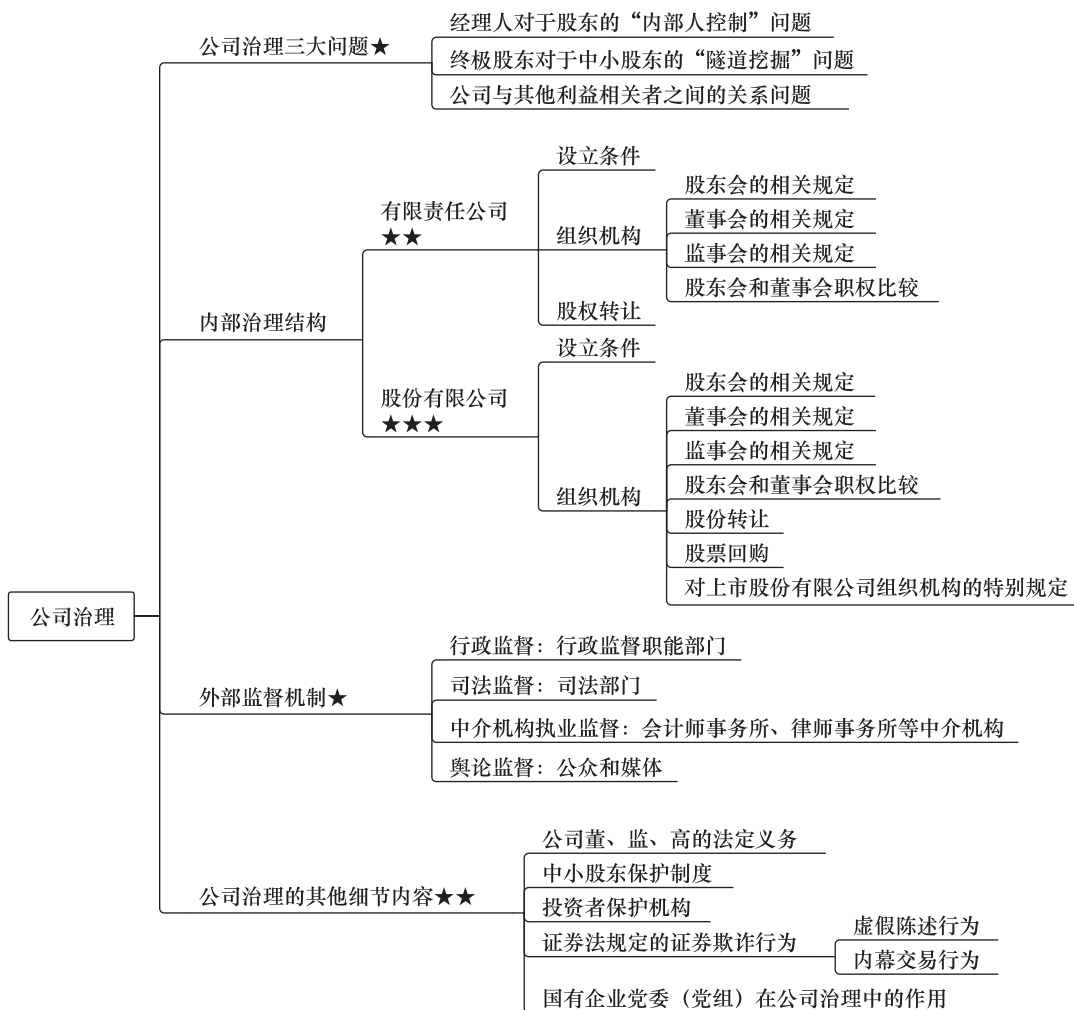 公司治理
公司治理三大问题★
经理人对于股东的“内部人控制”问题
终极股东对于中小股东的“隧道挖掘”问题
公司与其他利益相关者之间的关系问题
内部治理结构
有限责任公司
★★
设立条件
组织机构
股东会的相关规定
董事会的相关规定
监事会的相关规定
股东会和董事会职权比较
股权转让
股份有限公司
★★★
设立条件
组织机构
股东会的相关规定
董事会的相关规定
监事会的相关规定
股东会和董事会职权比较
股份转让
股票回购
对上市股份有限公司组织机构的特别规定
外部监督机制★
行政监督：行政监督职能部门
司法监督：司法部门
中介机构执业监督：会计师事务所、律师事务所等中介机构
舆论监督：公众和媒体
公司治理的其他细节内容★★
公司董、监、高的法定义务
中小股东保护制度
投资者保护机构
证券法规定的证券欺诈行为
虚假陈述行为
内幕交易行为
国有企业党委（党组）在公司治理中的作用